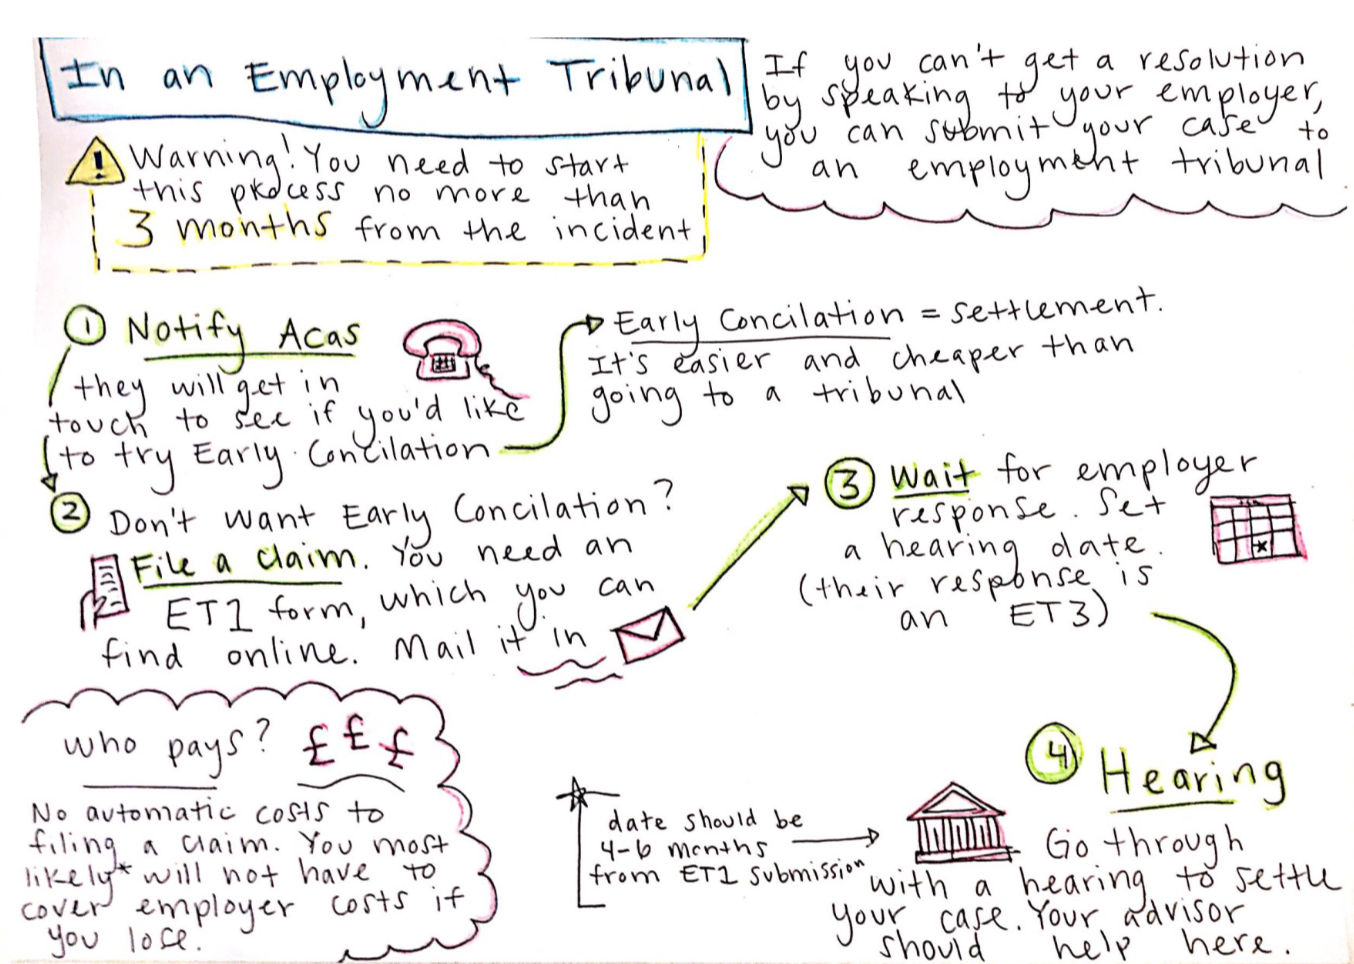 In an Employment Tribunal
If you can't get a resolution
by speaking to your employer,
you can submit your case to
an employment tribunal
! Warning! You need to start
this process no more than
3 months from the incident
1 Notify Acas
they will get in
touch to see if you'd like
to try Early Concilation
Early Concilation = settlement.
It's easier and cheaper than
going to a tribunal
2 Don't want Early Concilation?
File a claim. You need an
ET1 form, which you can
find online. Mail it in
3 Wait for employer
response. Set
a hearing date.
(their response is
an ET3)
who pays? £ £ £
No automatic costs to
filing a claim. You most
likely* will not have to
cover employer costs if
you lose.
date should be
4-6 months
from ET1 submission
4 Hearing
Go through
with a hearing to settle
your case. Your advisor
should help here.